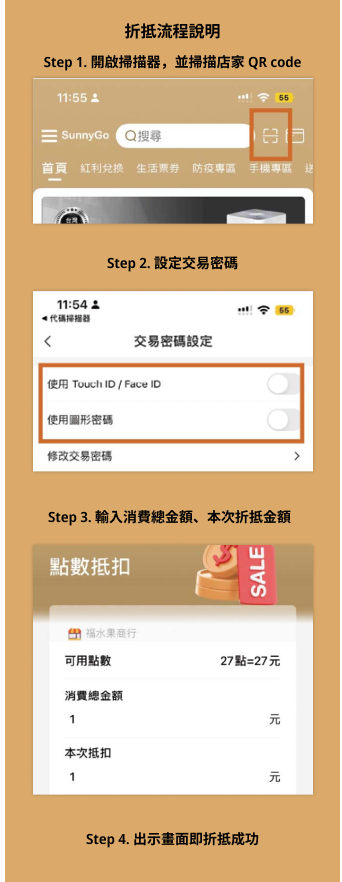 折抵流程說明
Step 1. 開啟掃描器，並掃描店家 QR code
11:55
55
SunnyGo
搜尋
首頁 紅利兌換 生活票券 防疫專區 手機專區 送
台灣
Step 2. 設定交易密碼
11:54
55
◀ 代碼掃描器
交易密碼設定
使用 Touch ID / Face ID
使用圖形密碼
修改交易密碼
Step 3. 輸入消費總金額、本次折抵金額
點數抵扣
SALE
福水果商行
可用點數 27點=27元
消費總金額
1 元
本次抵扣
1 元
Step 4. 出示畫面即折抵成功